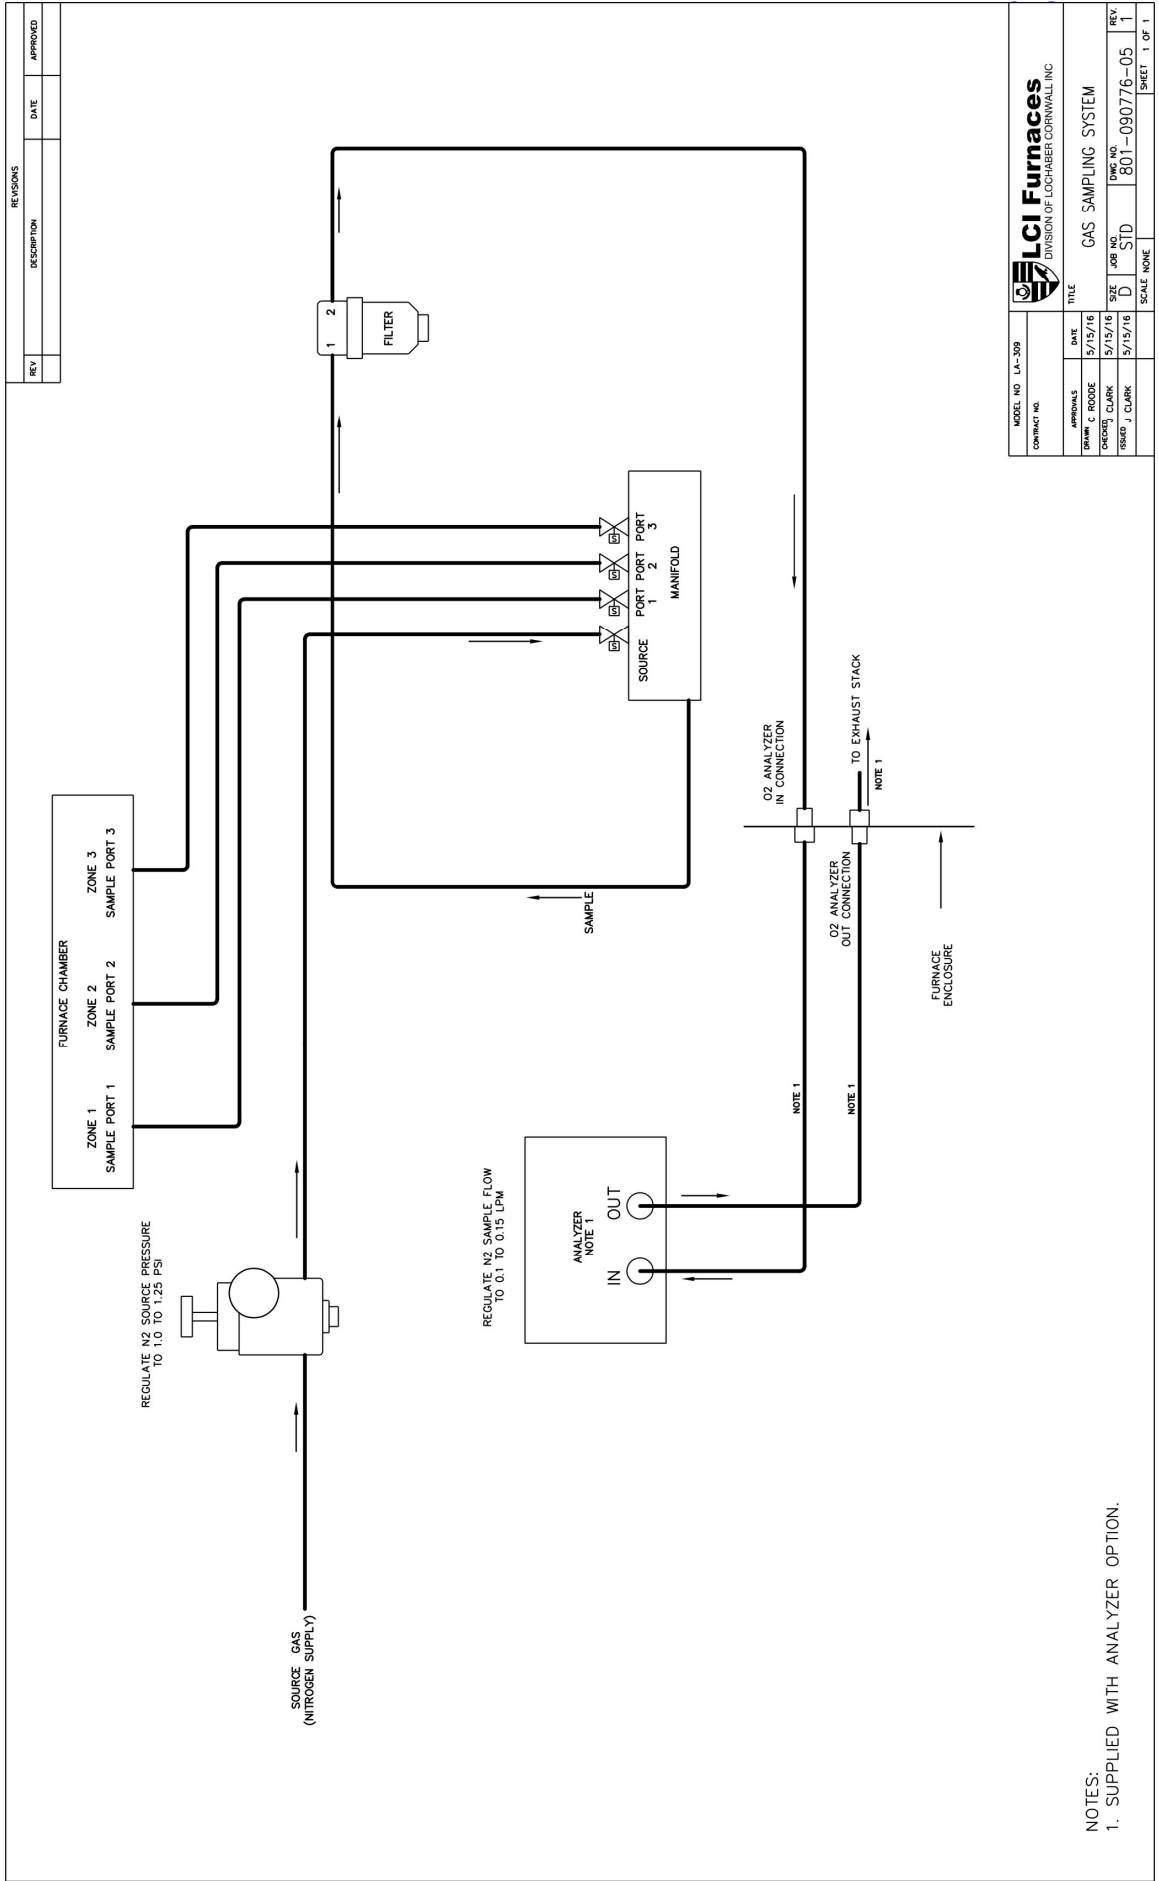 REVISIONS
REV
DESCRIPTION
DATE
APPROVED
FURNACE CHAMBER
ZONE 1
SAMPLE PORT 1
ZONE 2
SAMPLE PORT 2
ZONE 3
SAMPLE PORT 3
REGULATE N2 SOURCE PRESSURE
TO 1.0 TO 1.25 PSI
SOURCE GAS
(NITROGEN SUPPLY)
1
2
FILTER
S
S
S
S
SOURCE
PORT
1
PORT
2
PORT
3
MANIFOLD
SAMPLE
REGULATE N2 SAMPLE FLOW
TO 0.1 TO 0.15 LPM
ANALYZER
NOTE 1
IN
OUT
NOTE 1
NOTE 1
O2 ANALYZER
IN CONNECTION
O2 ANALYZER
OUT CONNECTION
TO EXHAUST STACK
NOTE 1
FURNACE
ENCLOSURE
NOTES:
1. SUPPLIED WITH ANALYZER OPTION.
MODEL NO LA-309
CONTRACT NO.
APPROVALS
DATE
DRAWN C ROODE 5/15/16
CHECKED J CLARK 5/15/16
ISSUED J CLARK 5/15/16
LCI Furnaces
DIVISION OF LOCHABER CORNWALL INC
TITLE
GAS SAMPLING SYSTEM
SIZE
D
JOB NO.
STD
DWG NO.
801-090776-05
REV.
1
SCALE NONE
SHEET 1 OF 1